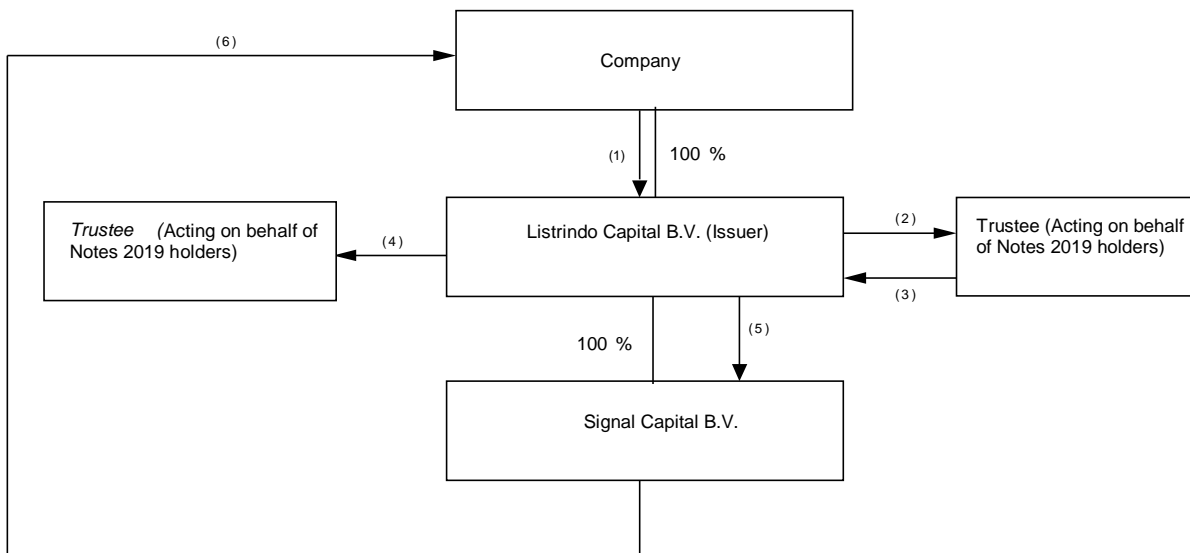 (6)
Company
(1)
100 %
Trustee (Acting on behalf of
Notes 2019 holders)
(4)
Listrindo Capital B.V. (Issuer)
(2)
(3)
Trustee (Acting on behalf
of Notes 2019 holders)
100 %
(5)
Signal Capital B.V.